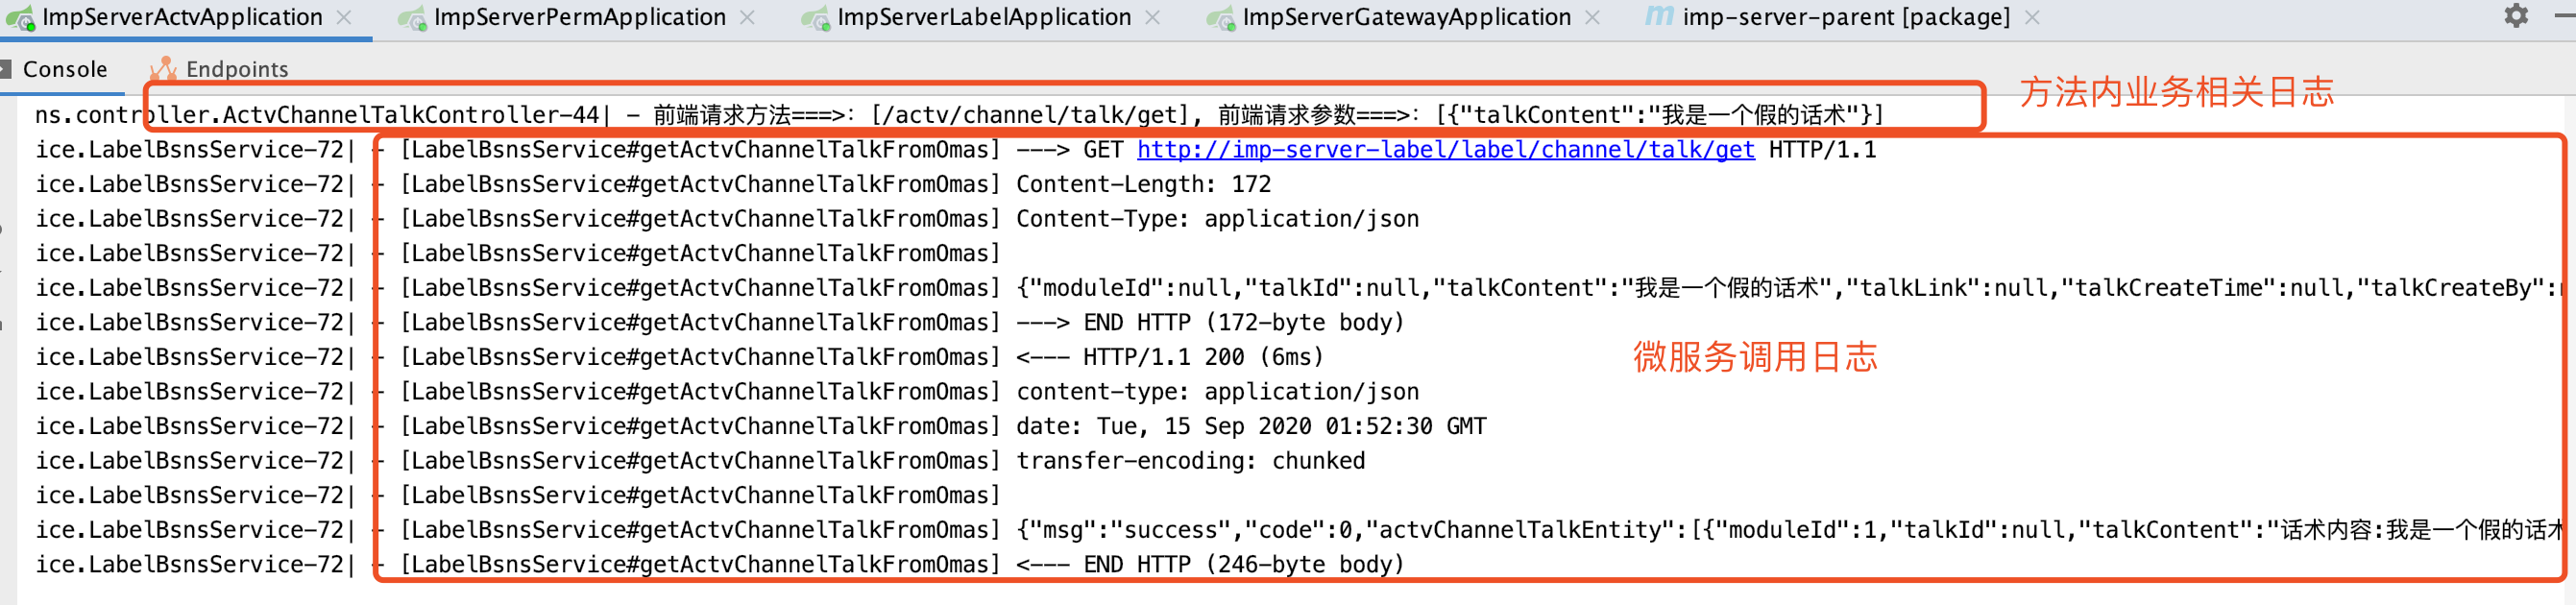 ImpServerActvApplication ImpServerPermApplication ImpServerLabelApplication ImpServerGatewayApplication imp-server-parent [package]
Console Endpoints
方法内业务相关日志
ns.controller.ActvChannelTalkController-44| - 前端请求方法===>: [/actv/channel/talk/get], 前端请求参数===>: [{"talkContent":"我是一个假的话术"}]
ice.LabelBsnsService-72| - [LabelBsnsService#getActvChannelTalkFromOmas] ---> GET http://imp-server-label/label/channel/talk/get HTTP/1.1
ice.LabelBsnsService-72| - [LabelBsnsService#getActvChannelTalkFromOmas] Content-Length: 172
ice.LabelBsnsService-72| - [LabelBsnsService#getActvChannelTalkFromOmas] Content-Type: application/json
ice.LabelBsnsService-72| - [LabelBsnsService#getActvChannelTalkFromOmas]
ice.LabelBsnsService-72| - [LabelBsnsService#getActvChannelTalkFromOmas] {"moduleId":null,"talkId":null,"talkContent":"我是一个假的话术","talkLink":null,"talkCreateTime":null,"talkCreateBy":
ice.LabelBsnsService-72| - [LabelBsnsService#getActvChannelTalkFromOmas] ---> END HTTP (172-byte body)
ice.LabelBsnsService-72| - [LabelBsnsService#getActvChannelTalkFromOmas] <--- HTTP/1.1 200 (6ms)
微服务调用日志
ice.LabelBsnsService-72| - [LabelBsnsService#getActvChannelTalkFromOmas] content-type: application/json
ice.LabelBsnsService-72| - [LabelBsnsService#getActvChannelTalkFromOmas] date: Tue, 15 Sep 2020 01:52:30 GMT
ice.LabelBsnsService-72| - [LabelBsnsService#getActvChannelTalkFromOmas] transfer-encoding: chunked
ice.LabelBsnsService-72| - [LabelBsnsService#getActvChannelTalkFromOmas]
ice.LabelBsnsService-72| - [LabelBsnsService#getActvChannelTalkFromOmas] {"msg":"success","code":0,"actvChannelTalkEntity":[{"moduleId":1,"talkId":null,"talkContent":"话术内容:我是一个假的话术
ice.LabelBsnsService-72| - [LabelBsnsService#getActvChannelTalkFromOmas] <--- END HTTP (246-byte body)